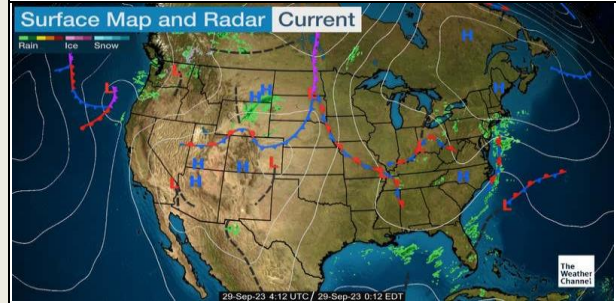 Surface Map and Radar Current
Rain Ice Snow
H
L
L
H H
L
H
H
H
L
H
L
H
H
L
L
The
Weather
Channel
29-Sep-23 4:12 UTC / 29-Sep-23 0:12 EDT